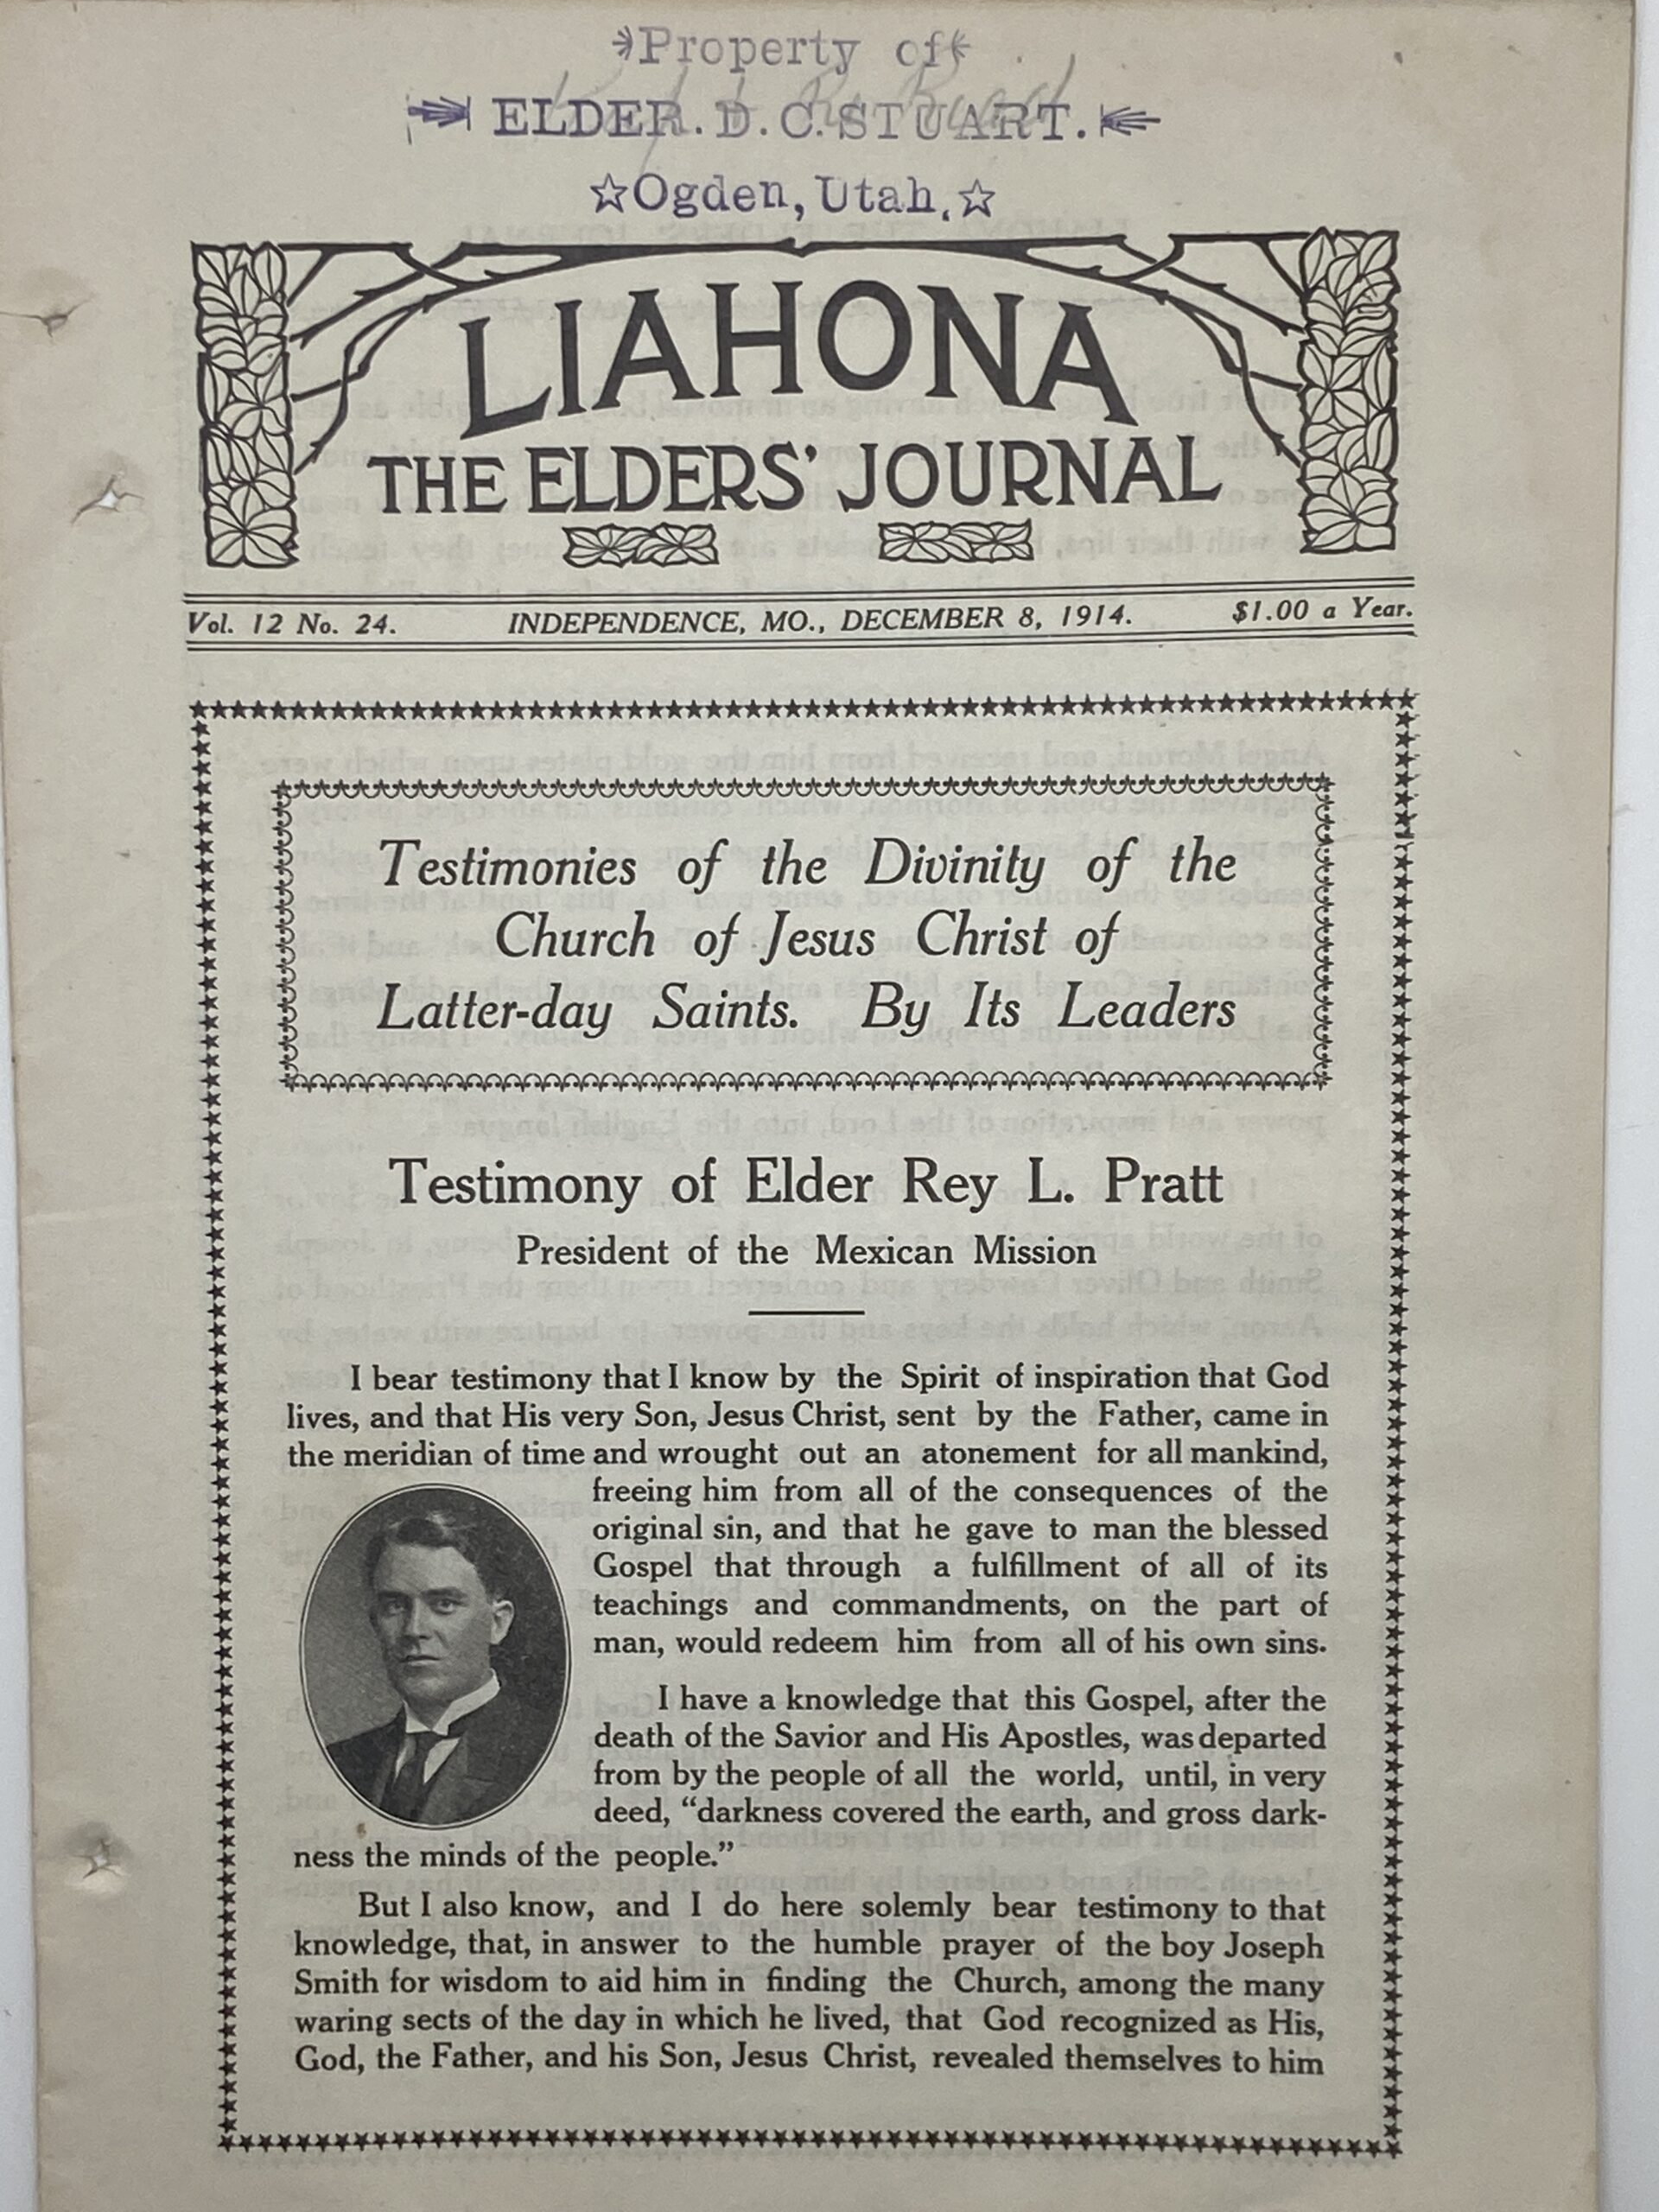 Property of
ELDER. D. C. STUART.
☆Ogden, Utah.☆
LIAHONA
THE ELDERS' JOURNAL
Vol. 12 No. 24. INDEPENDENCE, MO., DECEMBER 8, 1914. $1.00 a Year.
Testimonies of the Divinity of the
Church of Jesus Christ of
Latter-day Saints. By Its Leaders
Testimony of Elder Rey L. Pratt
President of the Mexican Mission
I bear testimony that I know by the Spirit of inspiration that God
lives, and that His very Son, Jesus Christ, sent by the Father, came in
the meridian of time and wrought out an atonement for all mankind,
freeing him from all of the consequences of the
original sin, and that he gave to man the blessed
Gospel that through a fulfillment of all of its
teachings and commandments, on the part of
man, would redeem him from all of his own sins.
I have a knowledge that this Gospel, after the
death of the Savior and His Apostles, was departed
from by the people of all the world, until, in very
deed, “darkness covered the earth, and gross dark-
ness the minds of the people.”
But I also know, and I do here solemly bear testimony to that
knowledge, that, in answer to the humble prayer of the boy Joseph
Smith for wisdom to aid him in finding the Church, among the many
waring sects of the day in which he lived, that God recognized as His,
God, the Father, and his Son, Jesus Christ, revealed themselves to him